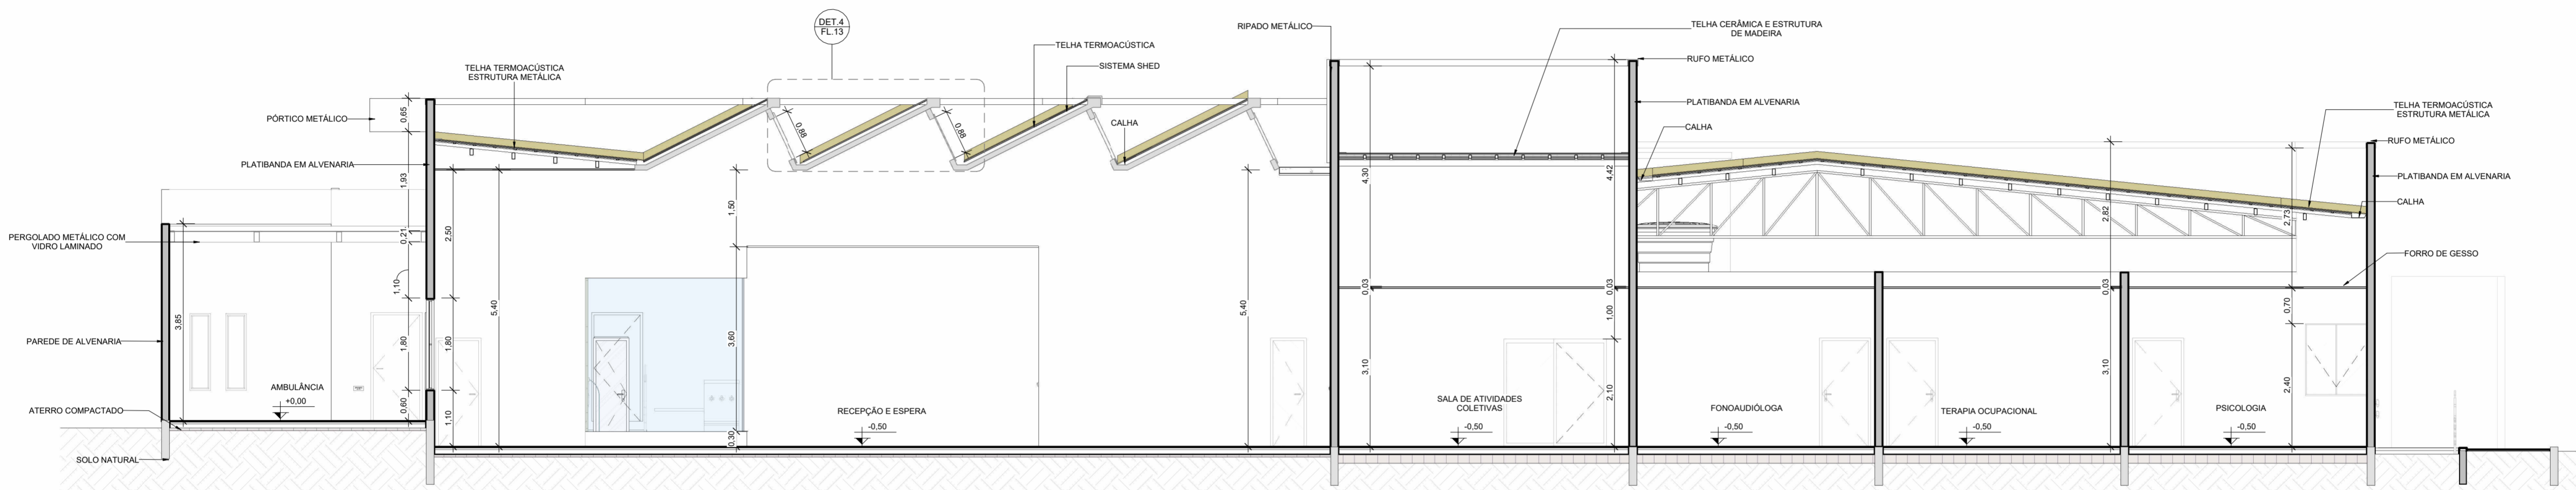 DET.4
FL.13
RIPADO METÁLICO
TELHA CERÂMICA E ESTRUTURA
DE MADEIRA
TELHA TERMOACÚSTICA
SISTEMA SHED
RUFO METÁLICO
TELHA TERMOACÚSTICA
ESTRUTURA METÁLICA
PÓRTICO METÁLICO
0,65
0,88
0,88
CALHA
PLATIBANDA EM ALVENARIA
CALHA
TELHA TERMOACÚSTICA
ESTRUTURA METÁLICA
RUFO METÁLICO
PLATIBANDA EM ALVENARIA
1,93
4,30
4,42
PLATIBANDA EM ALVENARIA
CALHA
PERGOLADO METÁLICO COM
VIDRO LAMINADO
0,21
2,50
1,50
2,82
2,73
FORRO DE GESSO
1,10
5,40
5,40
0,03
0,03
0,03
0,70
3,85
1,80
1,80
3,60
1,00
PAREDE DE ALVENARIA
3,10
2,10
3,10
2,40
AMBULÂNCIA
+0,00
ATERRO COMPACTADO
0,60
1,10
0,30
RECEPÇÃO E ESPERA
-0,50
SALA DE ATIVIDADES
COLETIVAS
-0,50
FONOAUDIÓLOGA
-0,50
TERAPIA OCUPACIONAL
-0,50
PSICOLOGIA
-0,50
SOLO NATURAL